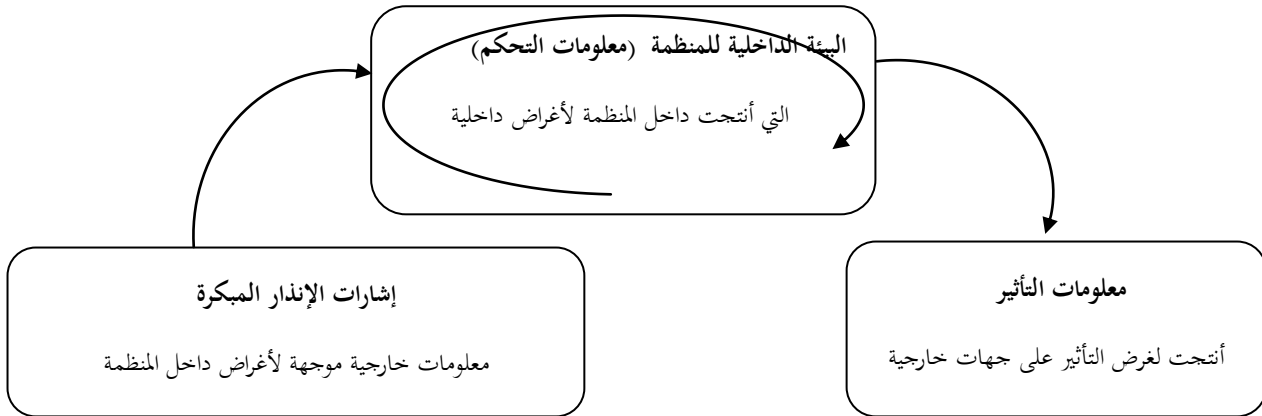 البيئة الداخلية للمنظمة (معلومات التحكم)
التي أنتجت داخل المنظمة لأغراض داخلية
معلومات التأثير
أنتجت لغرض التأثير على جهات خارجية
إشارات الإنذار المبكرة
معلومات خارجية موجهة لأغراض داخل المنظمة